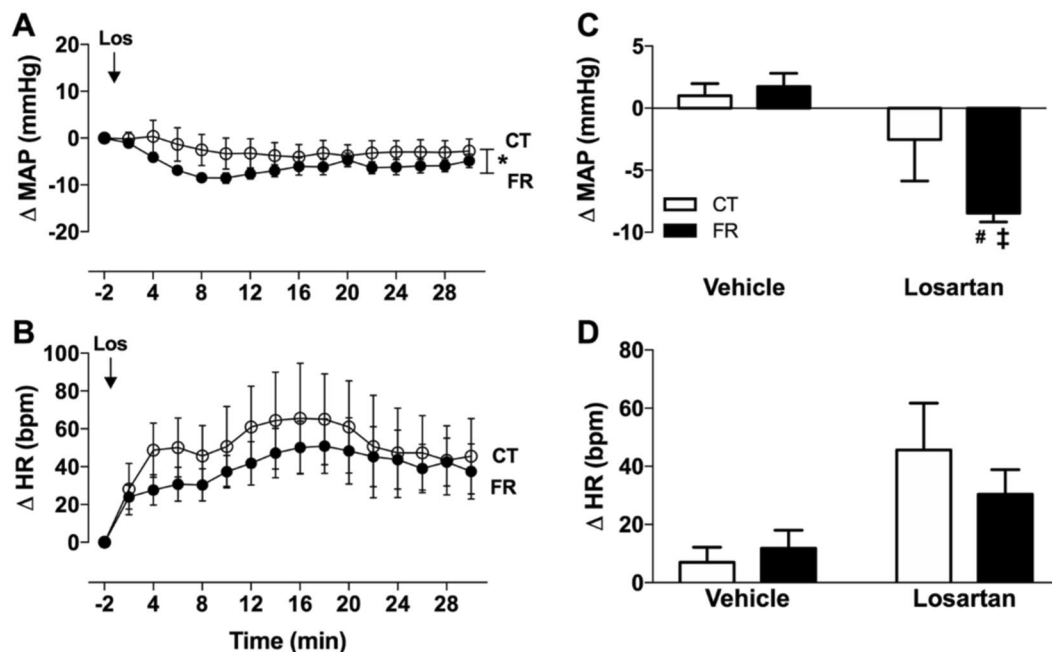 A
Los
20
10
0
-10
-20
Δ MAP (mmHg)
CT
*
FR
-2 4 8 12 16 20 24 28
B
Los
100
80
60
40
20
0
Δ HR (bpm)
CT
FR
-2 4 8 12 16 20 24 28
Time (min)
C
5
0
-5
-10
Δ MAP (mmHg)
CT
FR
# ‡
Vehicle Losartan
D
80
60
40
20
0
Δ HR (bpm)
Vehicle Losartan